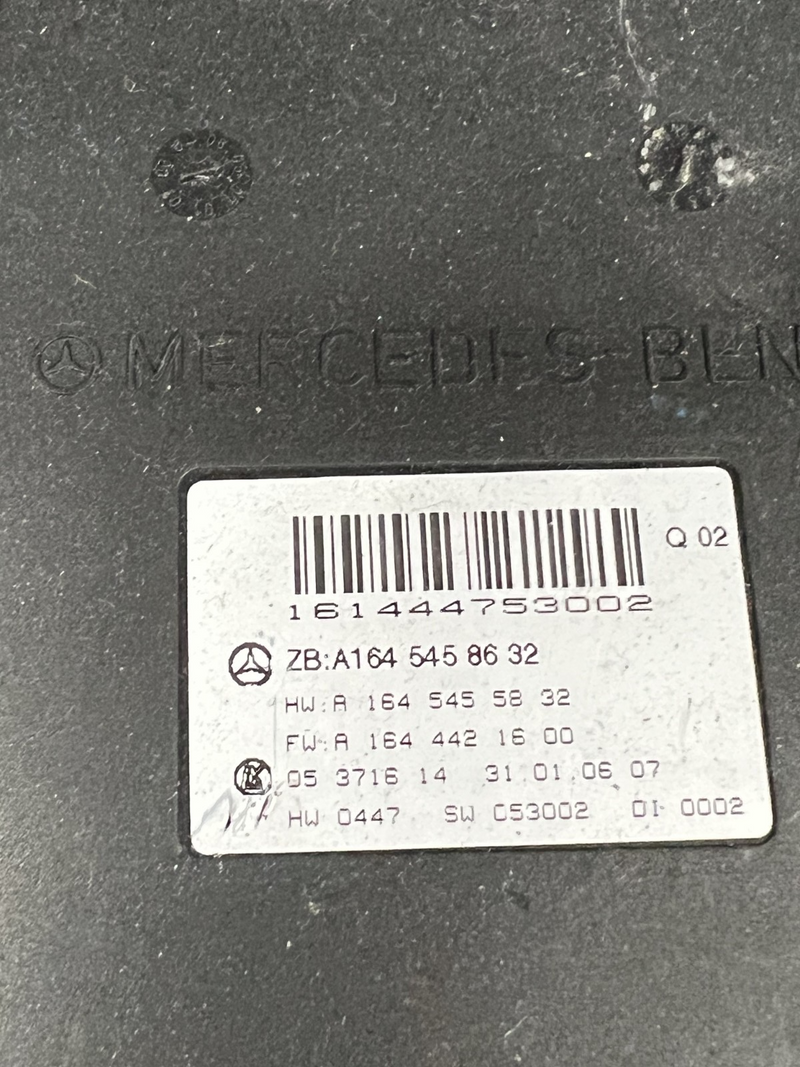 MERCEDES-BEN
Q 02
161444753002
ZB:A164 545 86 32
HW:A 164 545 58 32
FW:A 164 442 16 00
05 3716 14 31 01 06 07
HW 0447 SW 053002 DI 0002